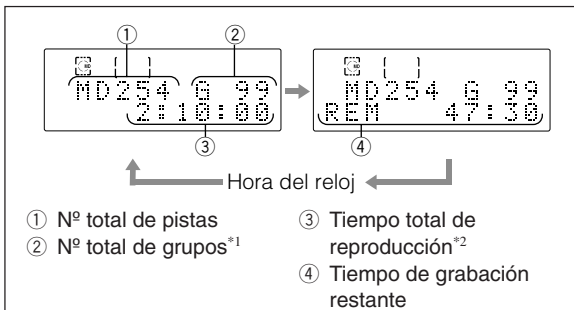 ① ②
MD254 G 99
2:10:00
③
MD254 G 99
REM 47:30
④
Hora del reloj
① Nº total de pistas
② Nº total de grupos*1
③ Tiempo total de
reproducción*2
④ Tiempo de grabación
restante